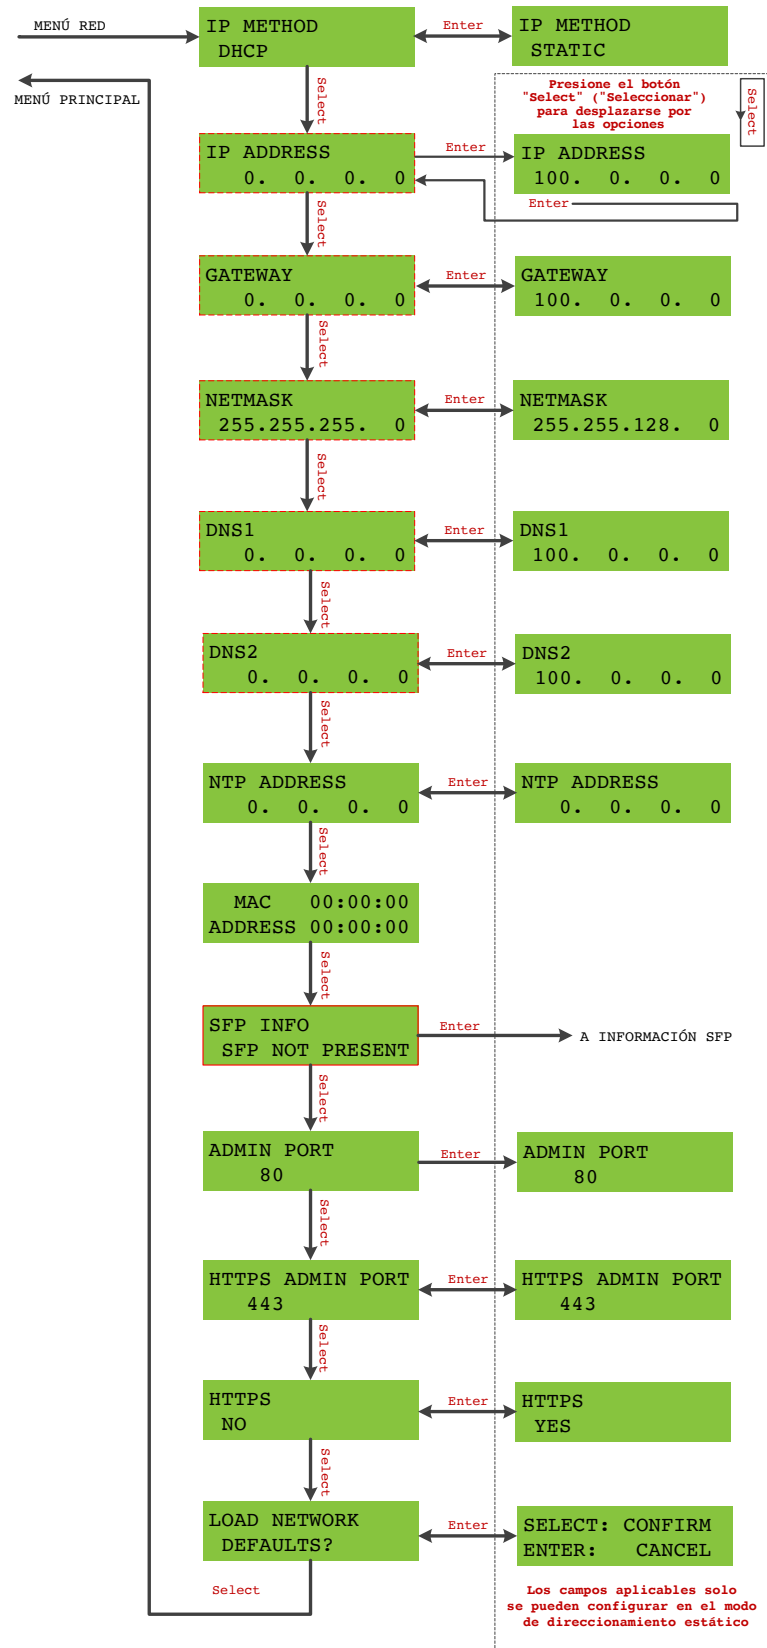 MENÚ RED
IP METHOD
DHCP
Enter
IP METHOD
STATIC
MENÚ PRINCIPAL
Select
Presione el botón
"Select" ("Seleccionar")
para desplazarse por
las opciones
Select
IP ADDRESS
0. 0. 0. 0
Enter
IP ADDRESS
100. 0. 0. 0
Enter
Select
GATEWAY
0. 0. 0. 0
Enter
GATEWAY
100. 0. 0. 0
Select
NETMASK
255.255.255. 0
Enter
NETMASK
255.255.128. 0
Select
DNS1
0. 0. 0. 0
Enter
DNS1
100. 0. 0. 0
Select
DNS2
0. 0. 0. 0
Enter
DNS2
100. 0. 0. 0
Select
NTP ADDRESS
0. 0. 0. 0
Enter
NTP ADDRESS
0. 0. 0. 0
Select
MAC 00:00:00
ADDRESS 00:00:00
Select
SFP INFO
SFP NOT PRESENT
Enter
A INFORMACIÓN SFP
Select
ADMIN PORT
80
Enter
ADMIN PORT
80
Select
HTTPS ADMIN PORT
443
Enter
HTTPS ADMIN PORT
443
Select
HTTPS
NO
Enter
HTTPS
YES
Select
LOAD NETWORK
DEFAULTS?
Enter
SELECT: CONFIRM
ENTER: CANCEL
Select
Los campos aplicables solo
se pueden configurar en el modo
de direccionamiento estático